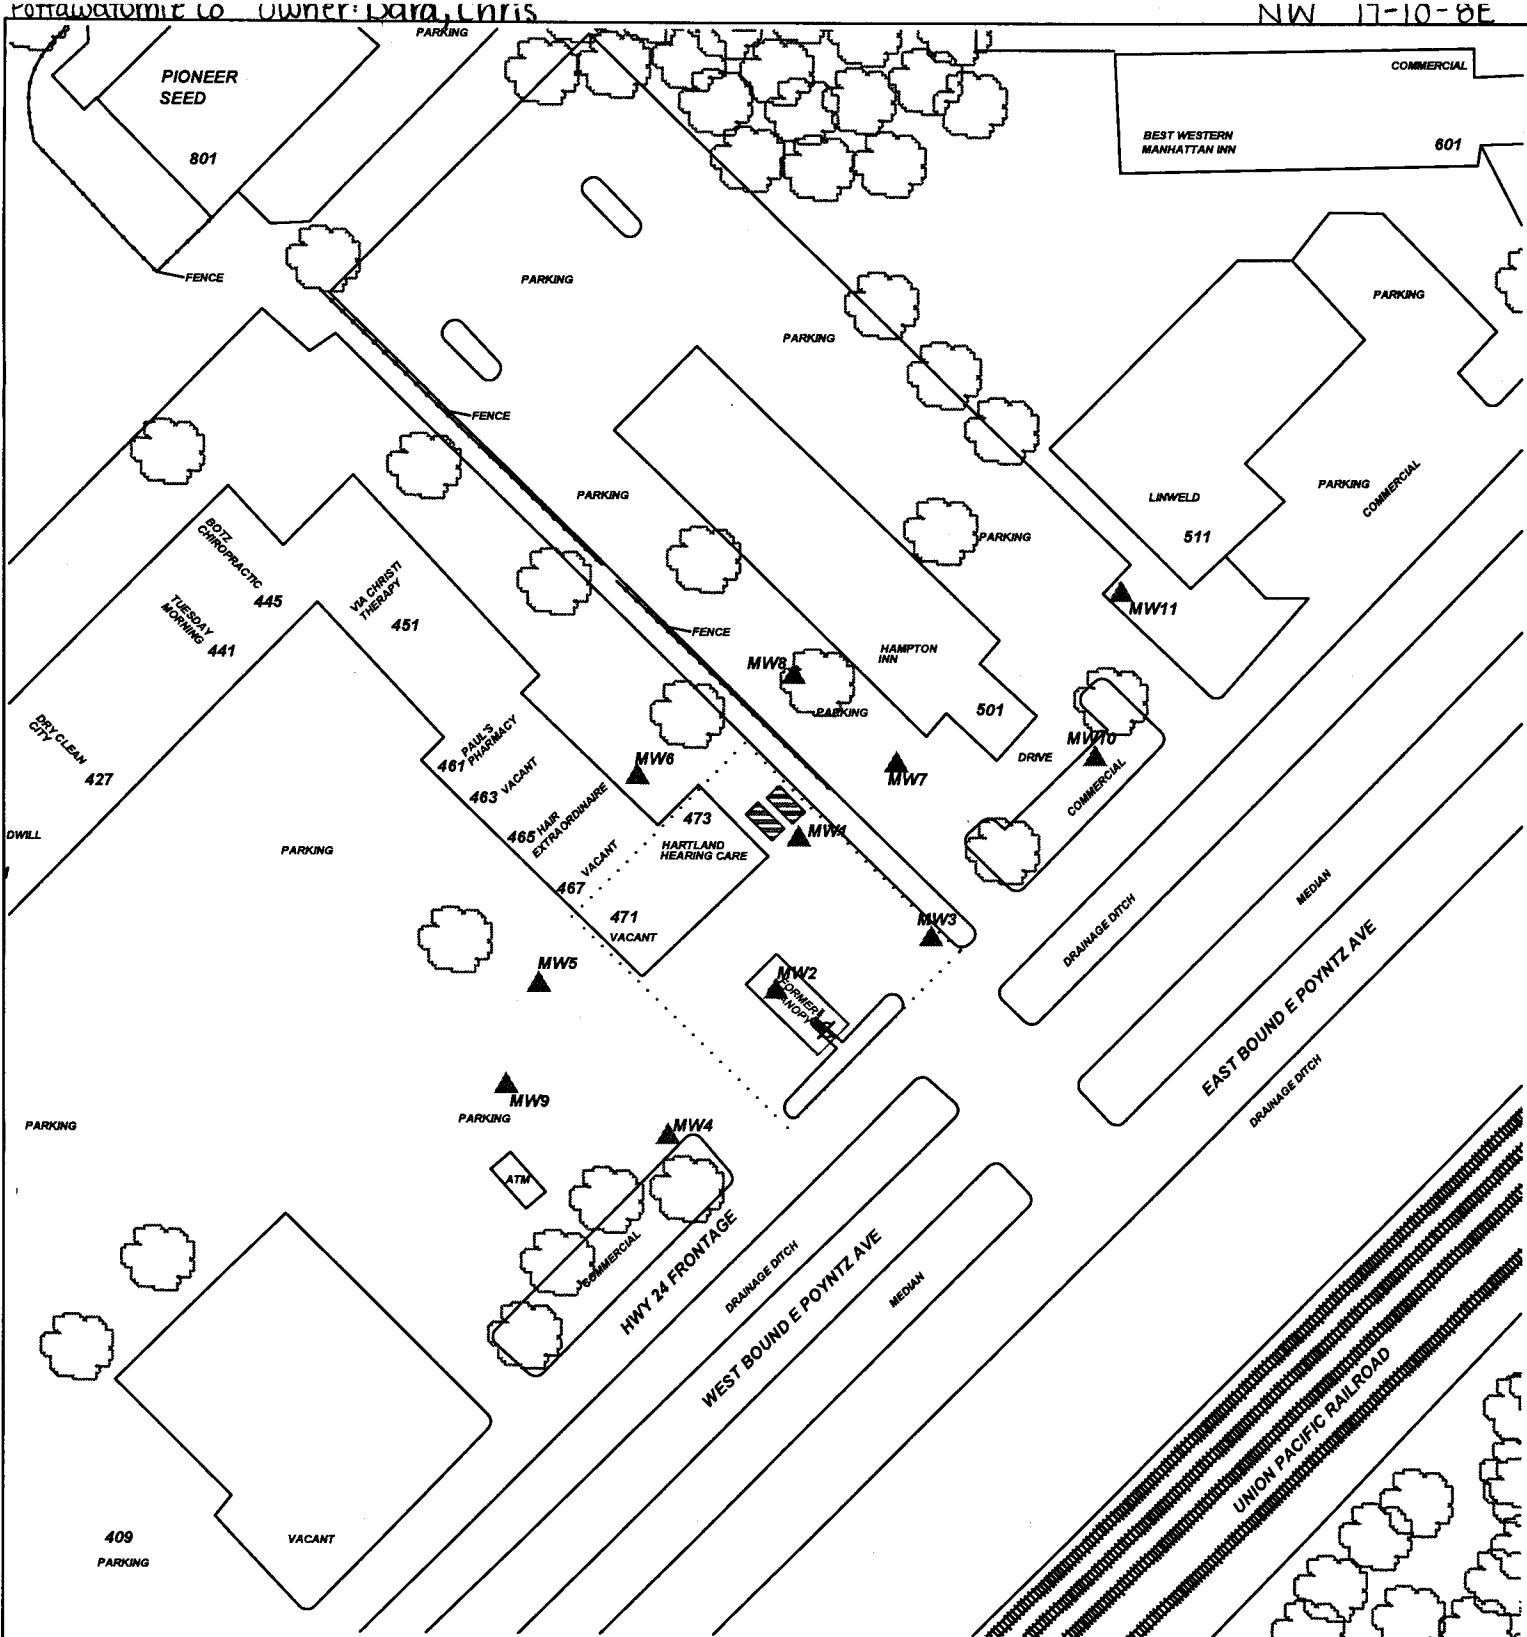 Pottawatomie Co Owner: Dara, Chris
NW 17-10-8E
PARKING
PIONEER
SEED
801
COMMERCIAL
BEST WESTERN
MANHATTAN INN
601
FENCE
PARKING
PARKING
PARKING
FENCE
PARKING
LINWELD
511
PARKING
COMMERCIAL
PARKING
BOTZ
CHIROPRACTIC
445
TUESDAY
MORNING
441
VIA CHRISTI
THERAPY
451
MW11
FENCE
HAMPTON
INN
501
MW8
PARKING
DRY CLEAN
CITY
427
PAUL'S
PHARMACY
461
VACANT
463
HAIR
EXTRAORDINAIRE
465
VACANT
467
MW6
MW7
DRIVE
MW10
COMMERCIAL
473
HARTLAND
HEARING CARE
MW1
DWILL
PARKING
471
VACANT
MW3
MW5
MW2
FORMER
CANOPY
DRAINAGE DITCH
MEDIAN
EAST BOUND E POYNTZ AVE
DRAINAGE DITCH
MW9
PARKING
PARKING
MW4
ATM
COMMERCIAL
HWY 24 FRONTAGE
DRAINAGE DITCH
WEST BOUND E POYNTZ AVE
MEDIAN
UNION PACIFIC RAILROAD
409
PARKING
VACANT